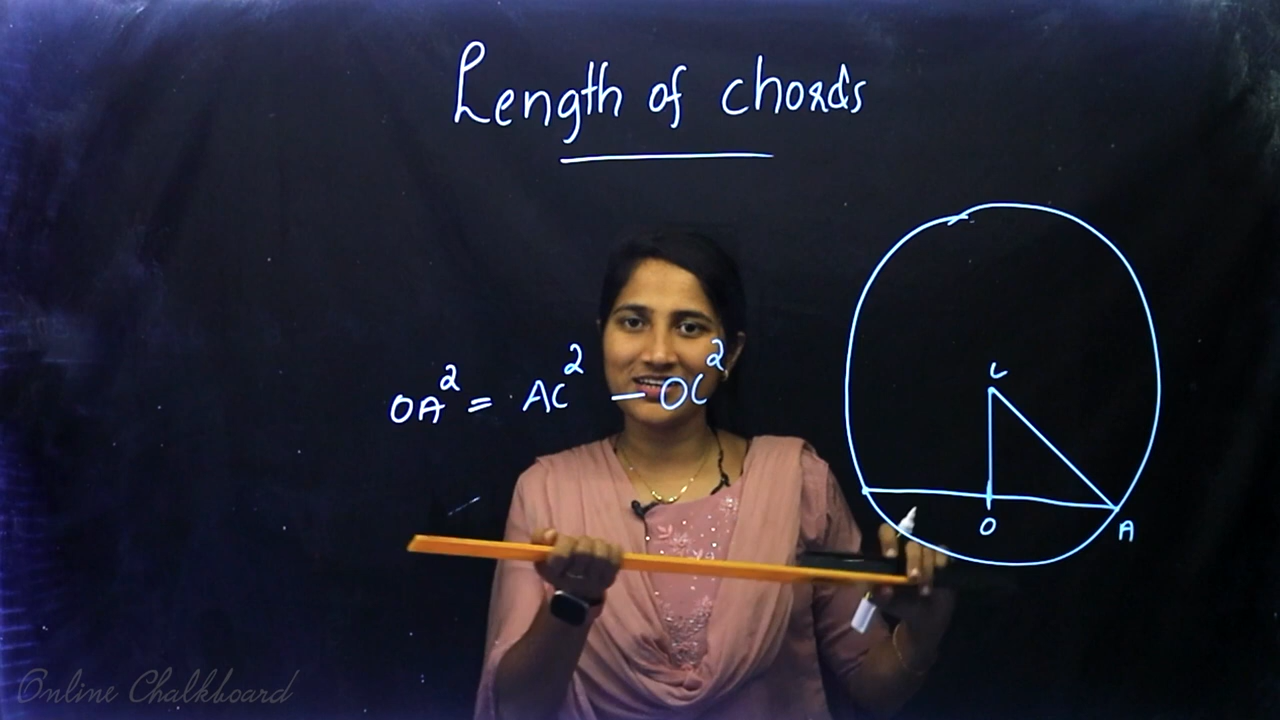 Length of chords
OA² = AC² — OC²
C
O
A
Online Chalkboard